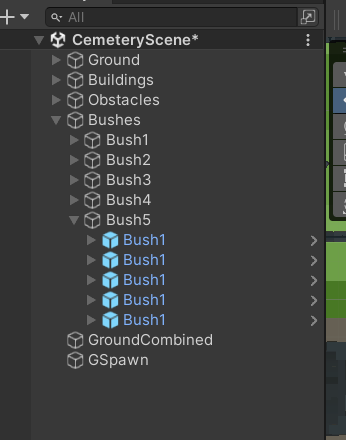 All
CemeteryScene*
Ground
Buildings
Obstacles
Bushes
Bush1
Bush2
Bush3
Bush4
Bush5
Bush1
Bush1
Bush1
Bush1
Bush1
GroundCombined
GSpawn